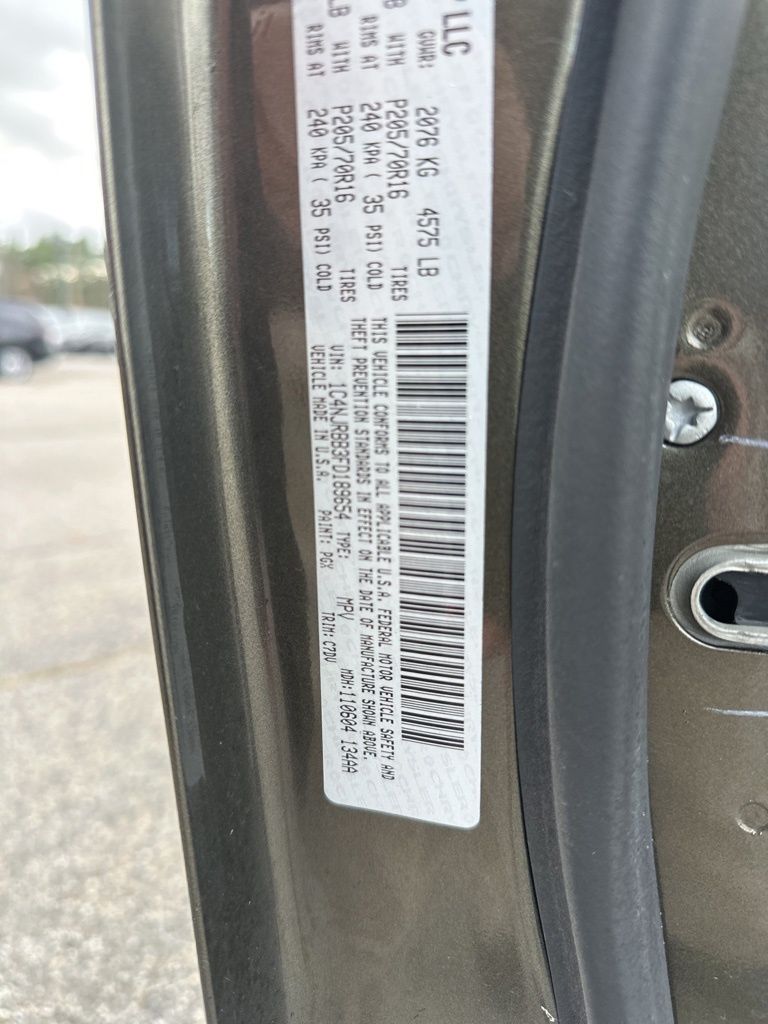 LLC
GVWR: 2076 KG 4575 LB
B WITH P205/70R16 TIRES
RIMS AT 240 KPA ( 35 PSI) COLD
LB WITH P205/70R16 TIRES
RIMS AT 240 KPA ( 35 PSI) COLD
THIS VEHICLE CONFORMS TO ALL APPLICABLE U.S.A. FEDERAL MOTOR VEHICLE SAFETY AND
THEFT PREVENTION STANDARDS IN EFFECT ON THE DATE OF MANUFACTURE SHOWN ABOVE.
VIN: 1C4NJRBB3FD189654 TYPE: MPV MDH:110604 134AA
VEHICLE MADE IN U.S.A. PAINT: PGX TRIM: C7DV